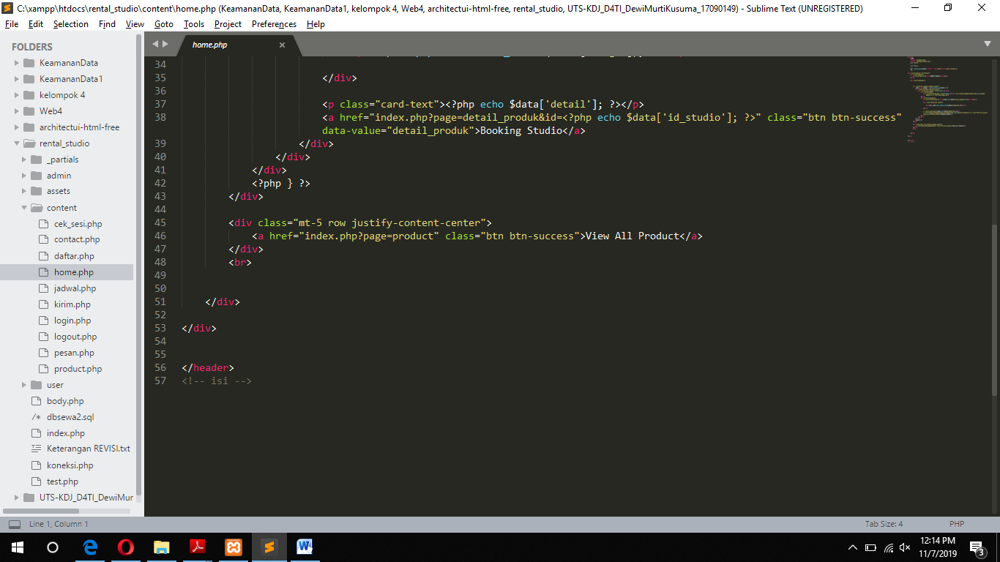 C:\xampp\htdocs\rental_studio\content\home.php (KeamananData, KeamananData1, kelompok 4, Web4, architectui-html-free, rental_studio, UTS-KDJ_D4TI_DewiMurtiKusuma_17090149) - Sublime Text (UNREGISTERED)
File Edit Selection Find View Goto Tools Project Preferences Help
FOLDERS
KeamananData
KeamananData1
kelompok 4
Web4
architectui-html-free
rental_studio
_partials
admin
assets
content
cek_sesi.php
contact.php
daftar.php
home.php
jadwal.php
kirim.php
login.php
logout.php
pesan.php
product.php
user
body.php
dbsewa2.sql
index.php
Keterangan REVISI.txt
koneksi.php
test.php
UTS-KDJ_D4TI_DewiMur
home.php
34
35 </div>
36
37 <p class="card-text"><?php echo $data['detail']; ?></p>
38 <a href="index.php?page=detail_produk&id=<?php echo $data['id_studio']; ?>" class="btn btn-success"
data-value="detail_produk">Booking Studio</a>
39 </div>
40 </div>
41 </div>
42 <?php } ?>
43 </div>
44
45 <div class="mt-5 row justify-content-center">
46 <a href="index.php?page=product" class="btn btn-success">View All Product</a>
47 </div>
48 <br>
49
50
51 </div>
52
53 </div>
54
55
56 </header>
57 <!-- isi -->
Line 1, Column 1
Tab Size: 4
PHP
12:14 PM
11/7/2019
3